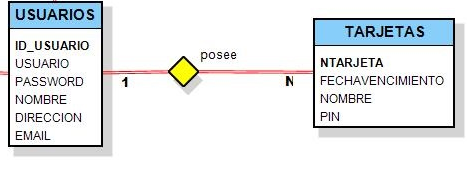 USUARIOS
ID_USUARIO
USUARIO
PASSWORD
NOMBRE
DIRECCION
EMAIL
1
posee
N
TARJETAS
NTARJETA
FECHAVENCIMIENTO
NOMBRE
PIN